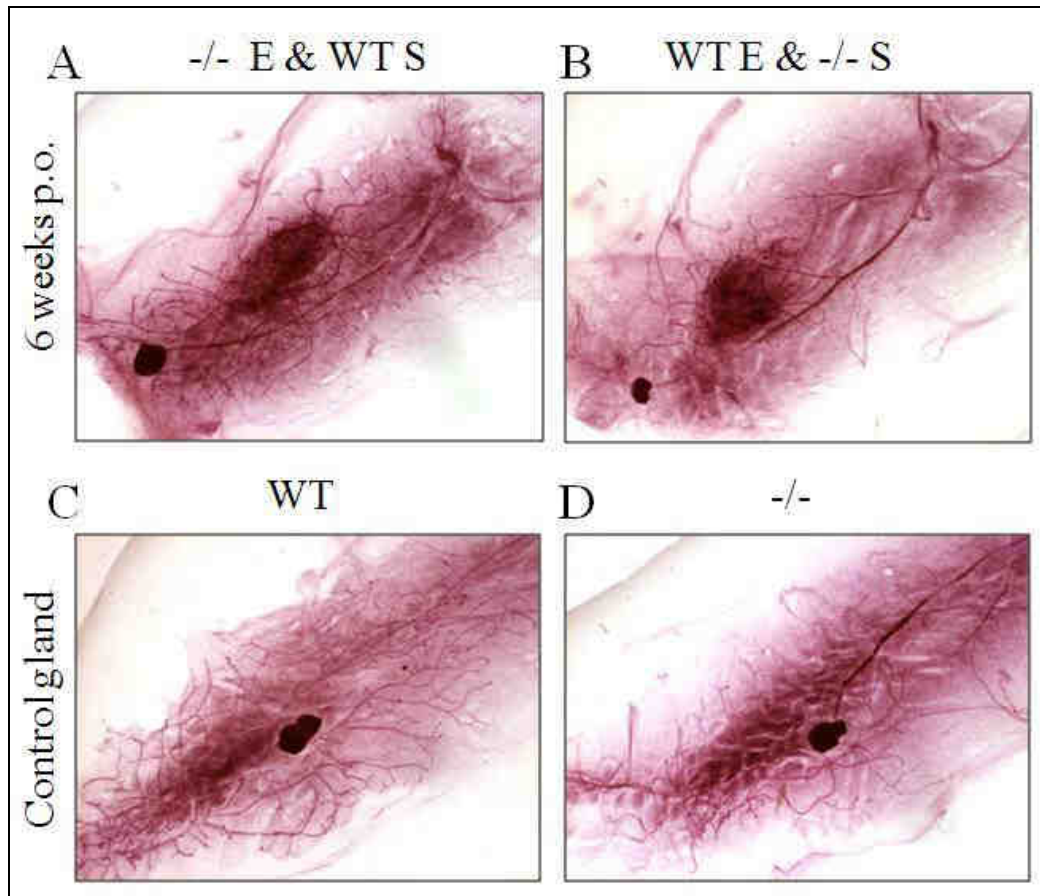 A -/- E & WT S
B WT E & -/- S
6 weeks p.o.
C WT
D -/-
Control gland